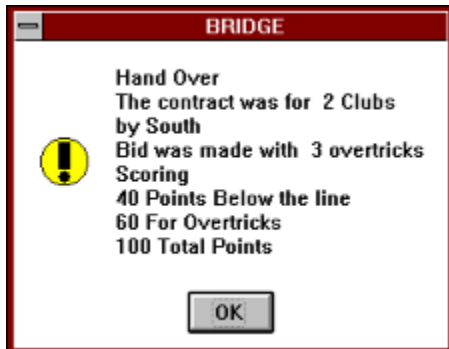 BRIDGE
Hand Over
The contract was for 2 Clubs
by South
Bid was made with 3 overtricks
Scoring
40 Points Below the line
60 For Overtricks
100 Total Points
OK